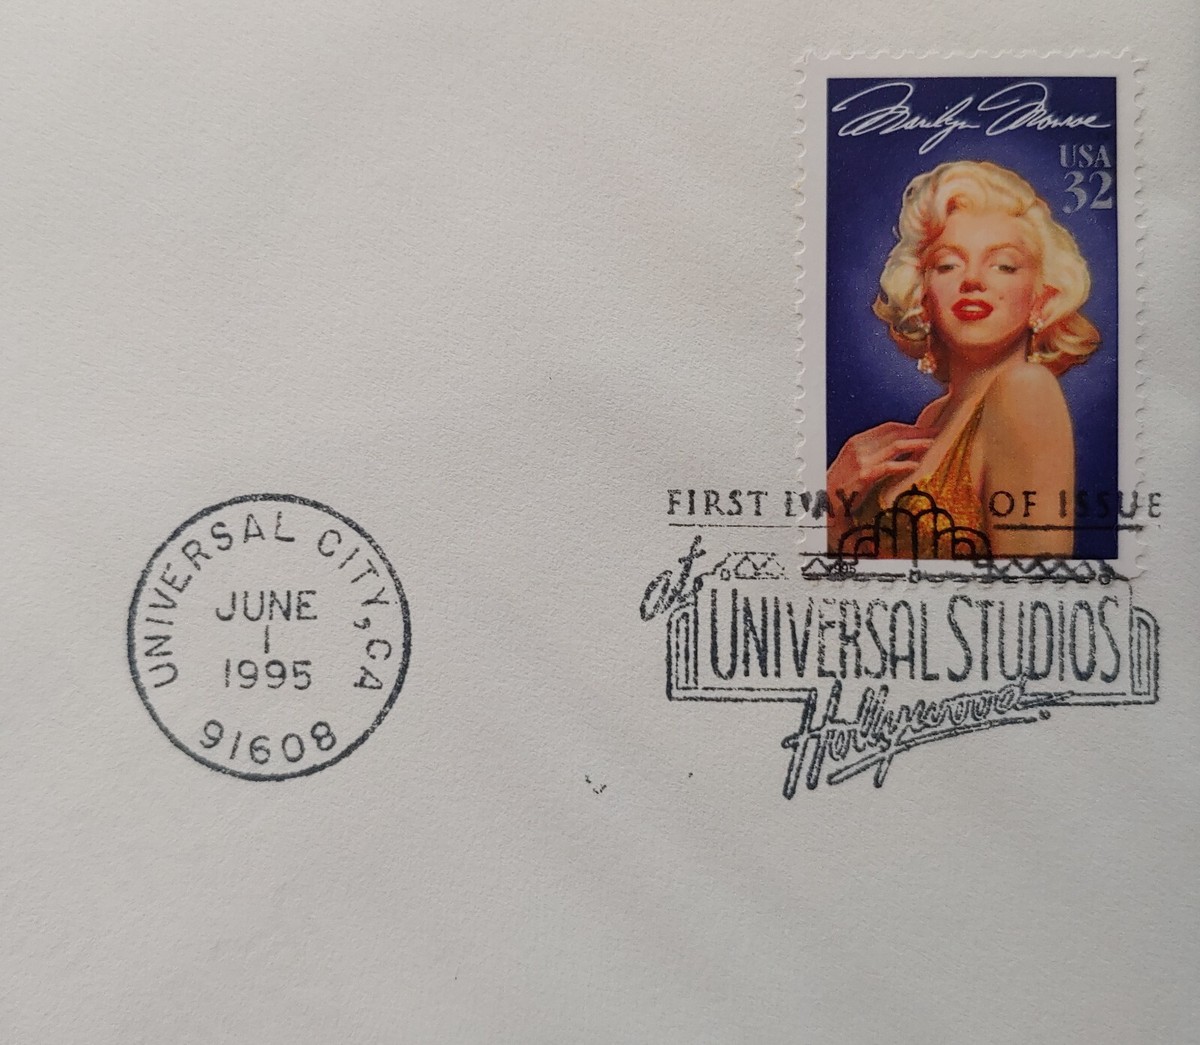 Marilyn Monroe
USA
32
FIRST DAY OF ISSUE
at
UNIVERSAL STUDIOS
Hollywood
UNIVERSAL CITY, CA
JUNE
1
1995
91608